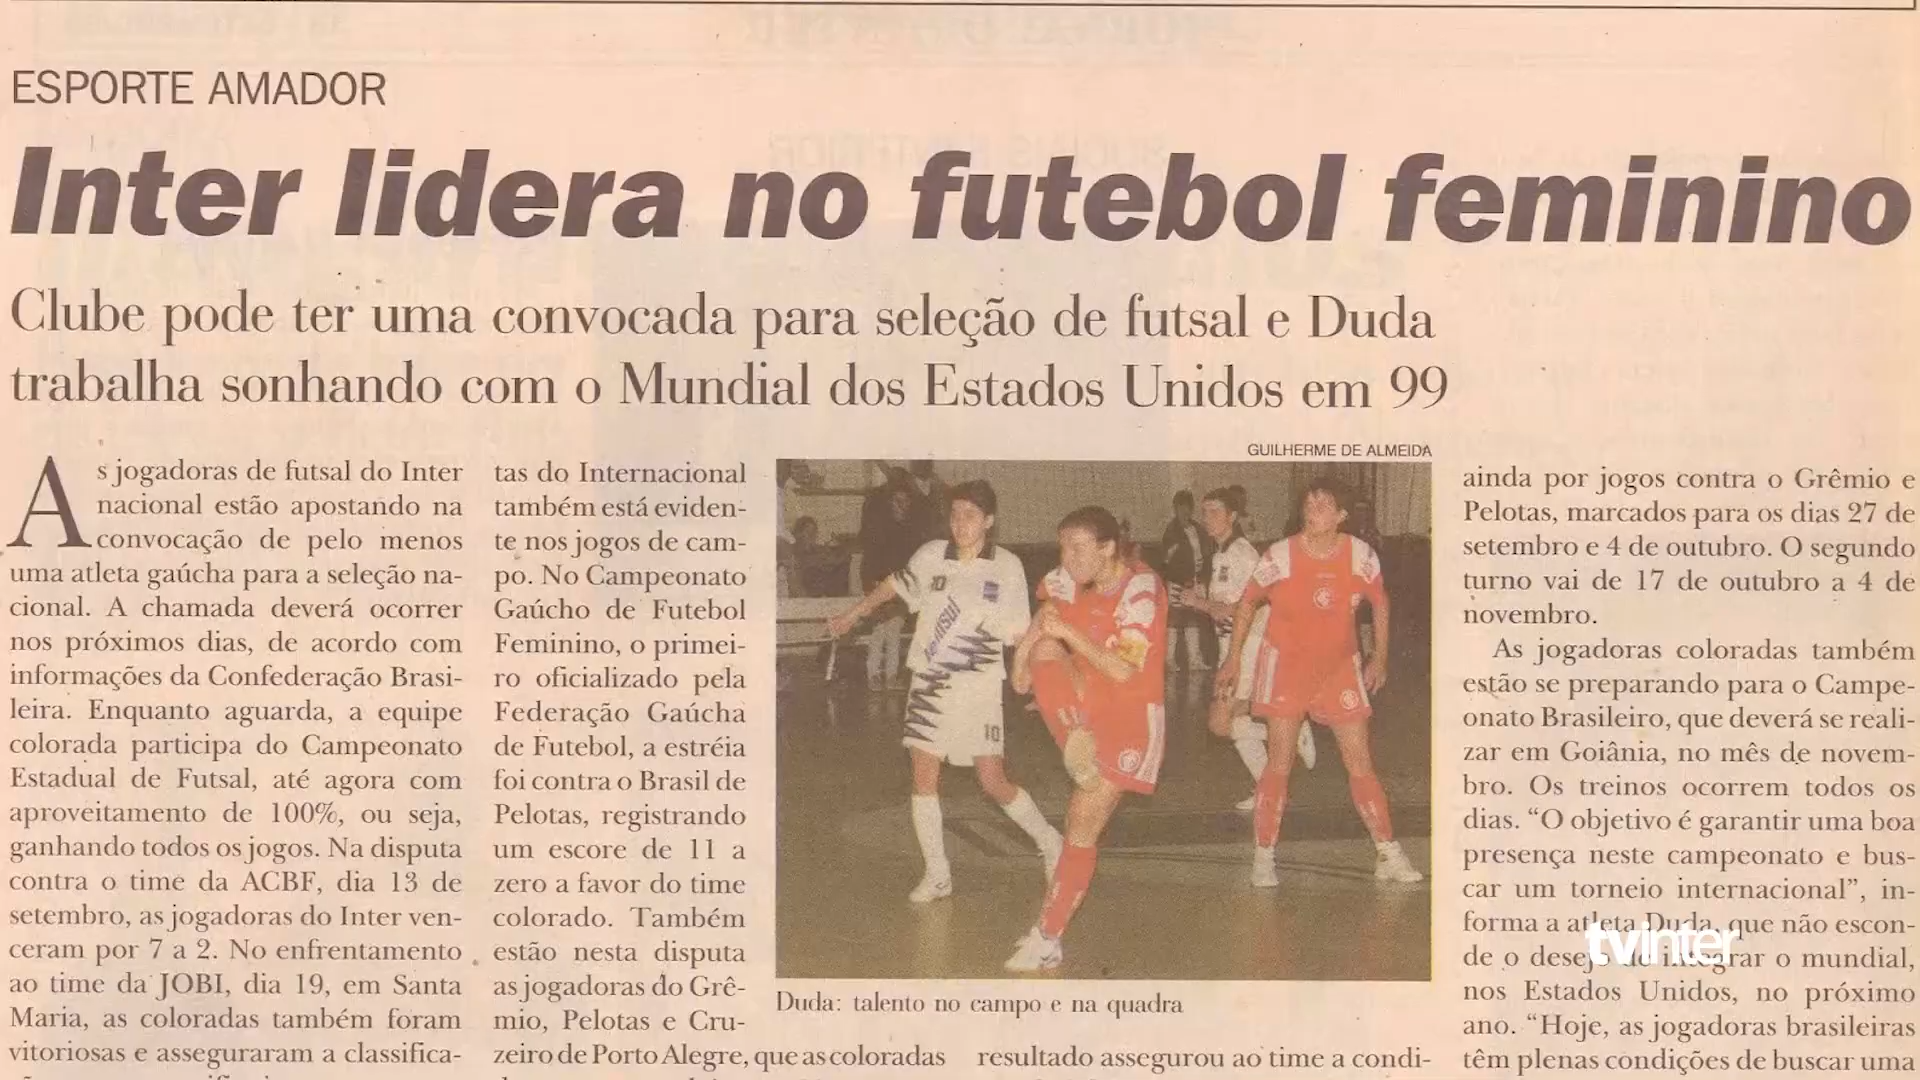 ESPORTE AMADOR
Inter lidera no futebol feminino
Clube pode ter uma convocada para seleção de futsal e Duda
trabalha sonhando com o Mundial dos Estados Unidos em 99
As jogadoras de futsal do Inter
nacional estão apostando na
convocação de pelo menos
uma atleta gaúcha para a seleção na-
cional. A chamada deverá ocorrer
nos próximos dias, de acordo com
informações da Confederação Brasi-
leira. Enquanto aguarda, a equipe
colorada participa do Campeonato
Estadual de Futsal, até agora com
aproveitamento de 100%, ou seja,
ganhando todos os jogos. Na disputa
contra o time da ACBF, dia 13 de
setembro, as jogadoras do Inter ven-
ceram por 7 a 2. No enfrentamento
ao time da JOBI, dia 19, em Santa
Maria, as coloradas também foram
vitoriosas e asseguraram a classifica-
tas do Internacional
também está eviden-
te nos jogos de cam-
po. No Campeonato
Gaúcho de Futebol
Feminino, o primei-
ro oficializado pela
Federação Gaúcha
de Futebol, a estréia
foi contra o Brasil de
Pelotas, registrando
um escore de 11 a
zero a favor do time
colorado. Também
estão nesta disputa
as jogadoras do Grê-
mio, Pelotas e Cru-
zeiro de Porto Alegre, que as coloradas
GUILHERME DE ALMEIDA
10
10
Duda: talento no campo e na quadra
resultado assegurou ao time a condi-
ainda por jogos contra o Grêmio e
Pelotas, marcados para os dias 27 de
setembro e 4 de outubro. O segundo
turno vai de 17 de outubro a 4 de
novembro.
As jogadoras coloradas também
estão se preparando para o Campe-
onato Brasileiro, que deverá se reali-
zar em Goiânia, no mês de novem-
bro. Os treinos ocorrem todos os
dias. “O objetivo é garantir uma boa
presença neste campeonato e bus-
car um torneio internacional”, in-
forma a atleta Duda, que não escon-
de o desejo de integrar o mundial,
nos Estados Unidos, no próximo
ano. “Hoje, as jogadoras brasileiras
têm plenas condições de buscar uma
tvinter